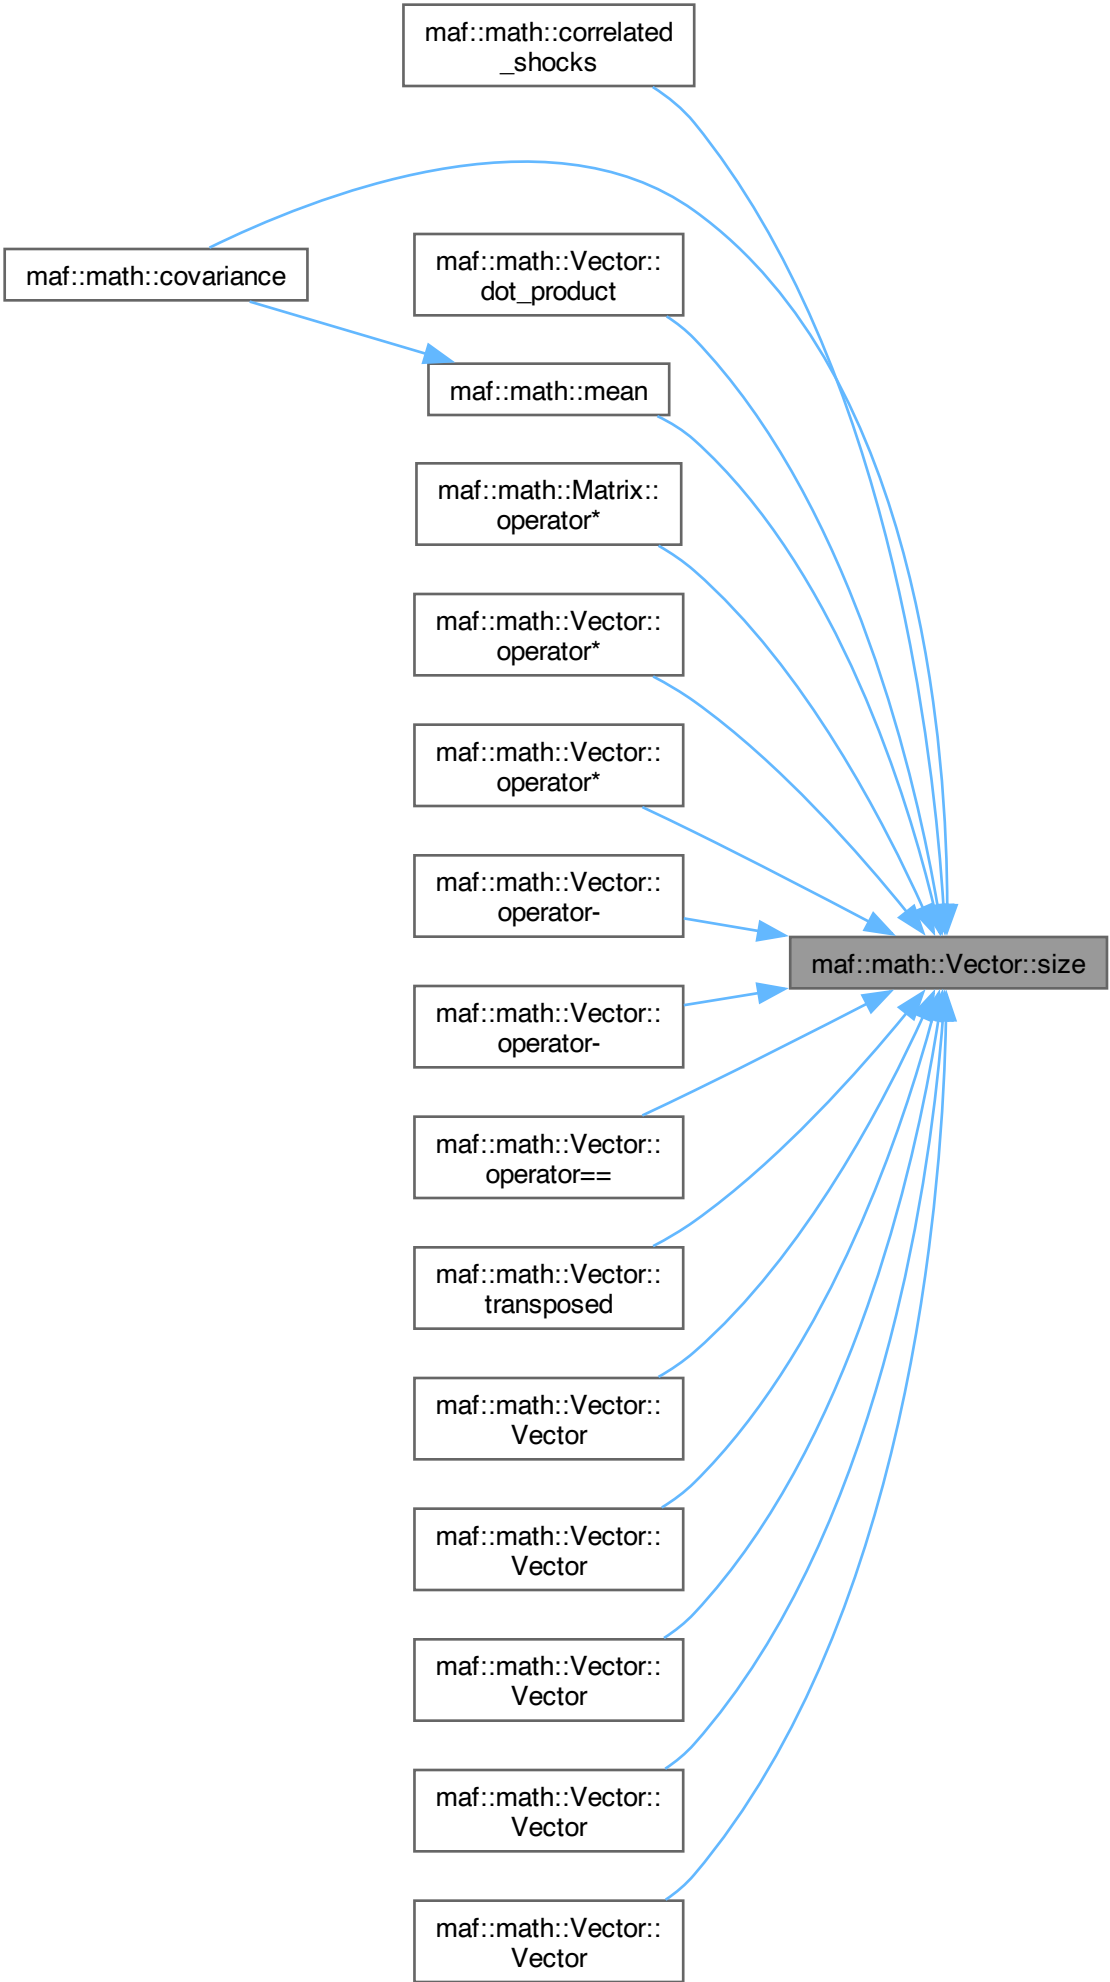 maf::math::correlated
_shocks
maf::math::covariance
maf::math::Vector::
dot_product
maf::math::mean
maf::math::Matrix::
operator*
maf::math::Vector::
operator*
maf::math::Vector::
operator*
maf::math::Vector::
operator-
maf::math::Vector::size
maf::math::Vector::
operator-
maf::math::Vector::
operator==
maf::math::Vector::
transposed
maf::math::Vector::
Vector
maf::math::Vector::
Vector
maf::math::Vector::
Vector
maf::math::Vector::
Vector
maf::math::Vector::
Vector